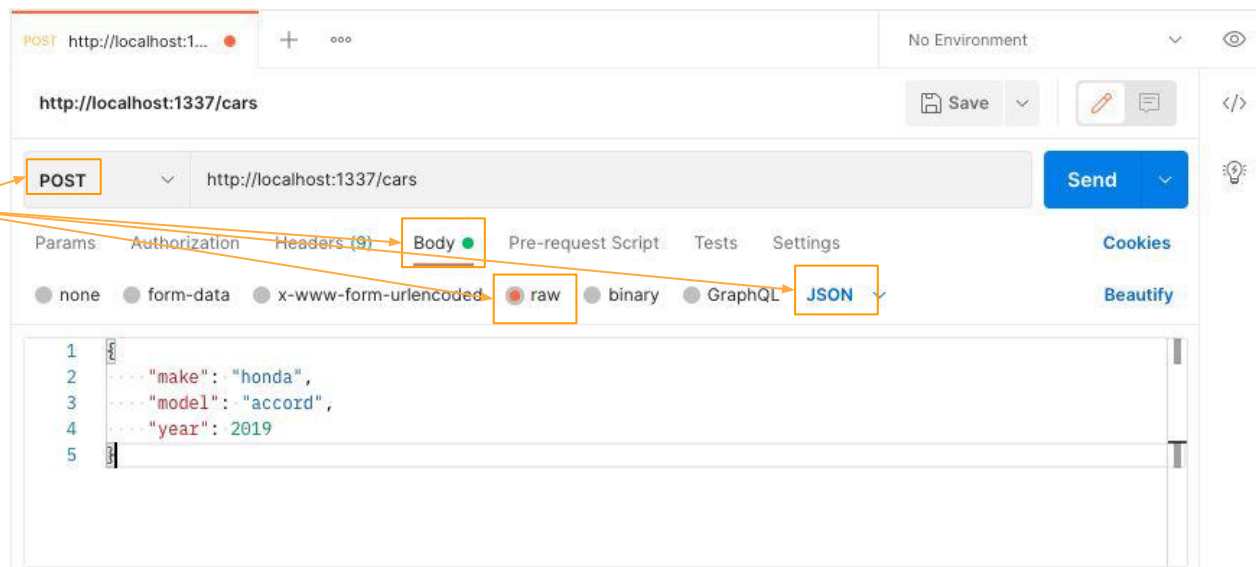 POST http://localhost:1... No Environment
http://localhost:1337/cars Save
POST http://localhost:1337/cars Send
Params Authorization Headers (9) Body Pre-request Script Tests Settings Cookies
none form-data x-www-form-urlencoded raw binary GraphQL JSON Beautify
1 {
2 "make": "honda",
3 "model": "accord",
4 "year": 2019
5 }